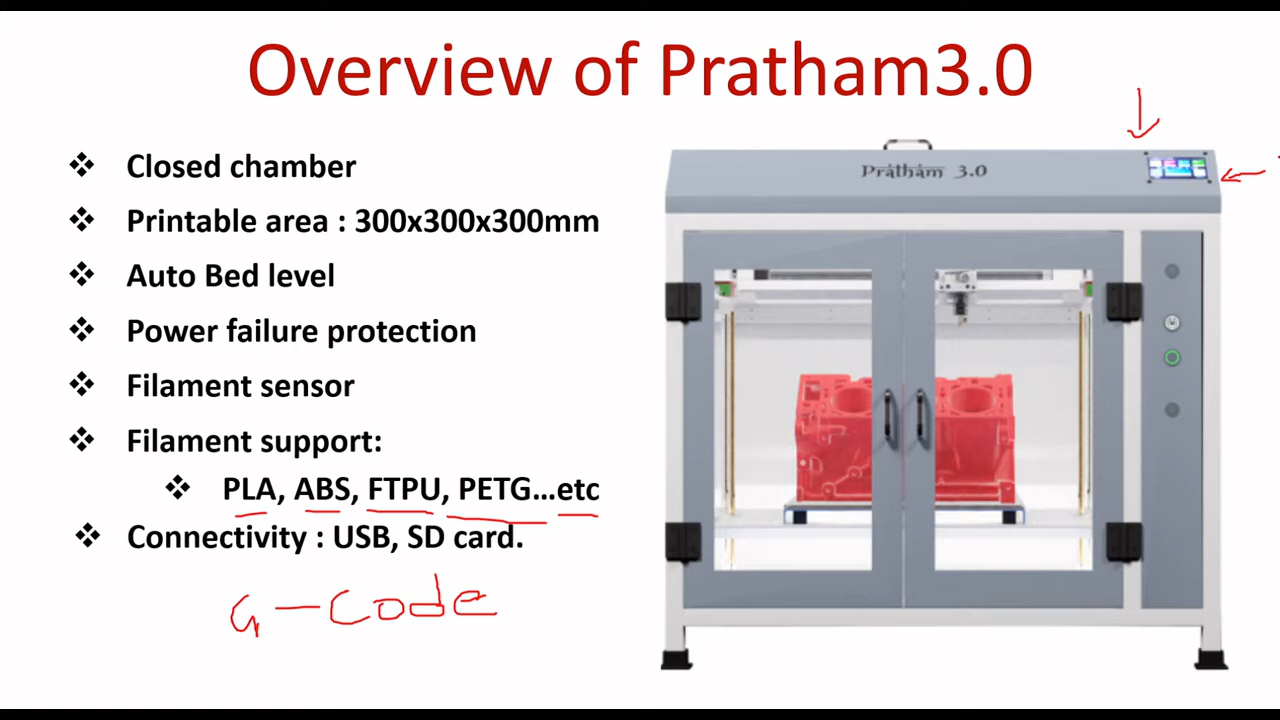 Overview of Pratham3.0
❖ Closed chamber
❖ Printable area : 300x300x300mm
❖ Auto Bed level
❖ Power failure protection
❖ Filament sensor
❖ Filament support:
❖ PLA, ABS, FTPU, PETG...etc
❖ Connectivity : USB, SD card.
G-Code
Pratham 3.0